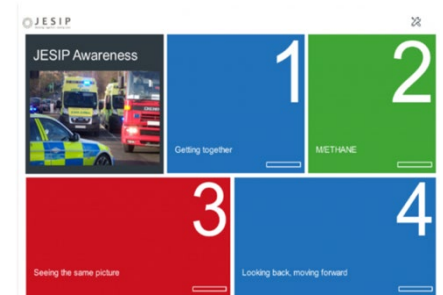 JESIP
JESIP Awareness
1
Getting together
2
M/ETHANE
3
Seeing the same picture
4
Looking back, moving forward